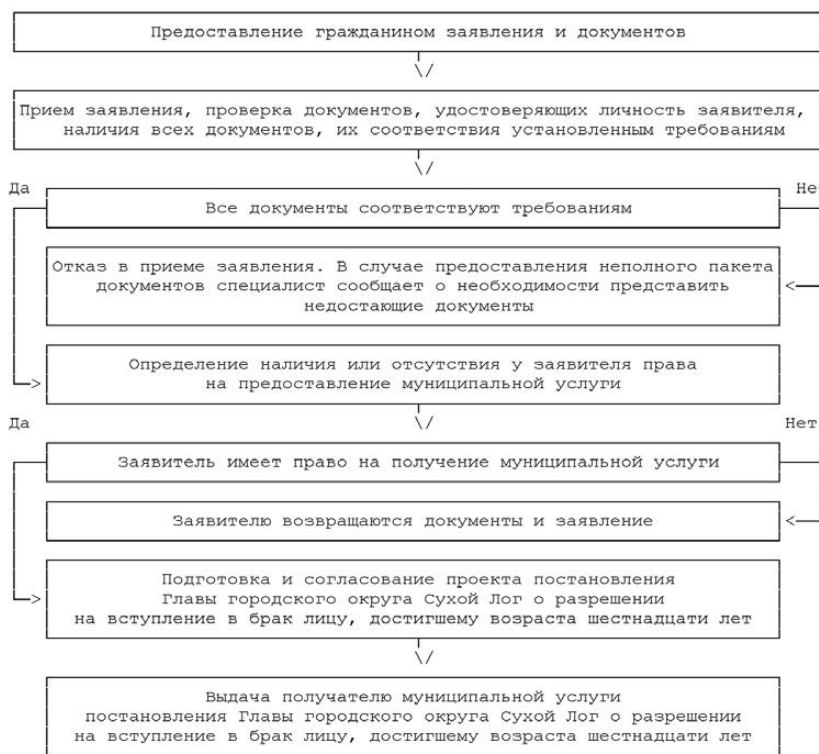 Предоставление гражданином заявления и документов
Прием заявления, проверка документов, удостоверяющих личность заявителя,
наличия всех документов, их соответствия установленным требованиям
Да
Нет
Все документы соответствуют требованиям
Отказ в приеме заявления. В случае предоставления неполного пакета
документов специалист сообщает о необходимости представить
недостающие документы
Определение наличия или отсутствия у заявителя права
на предоставление муниципальной услуги
Да
Нет
Заявитель имеет право на получение муниципальной услуги
Заявителю возвращаются документы и заявление
Подготовка и согласование проекта постановления
Главы городского округа Сухой Лог о разрешении
на вступление в брак лицу, достигшему возраста шестнадцати лет
Выдача получателю муниципальной услуги
постановления Главы городского округа Сухой Лог о разрешении
на вступление в брак лицу, достигшему возраста шестнадцати лет